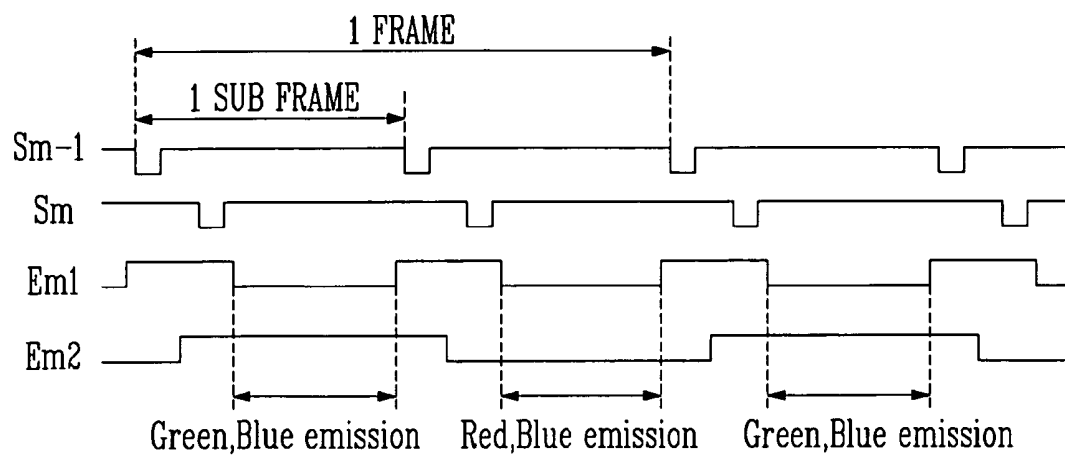 1 FRAME
1 SUB FRAME
Sm-1
Sm
Em1
Em2
Green,Blue emission
Red,Blue emission
Green,Blue emission